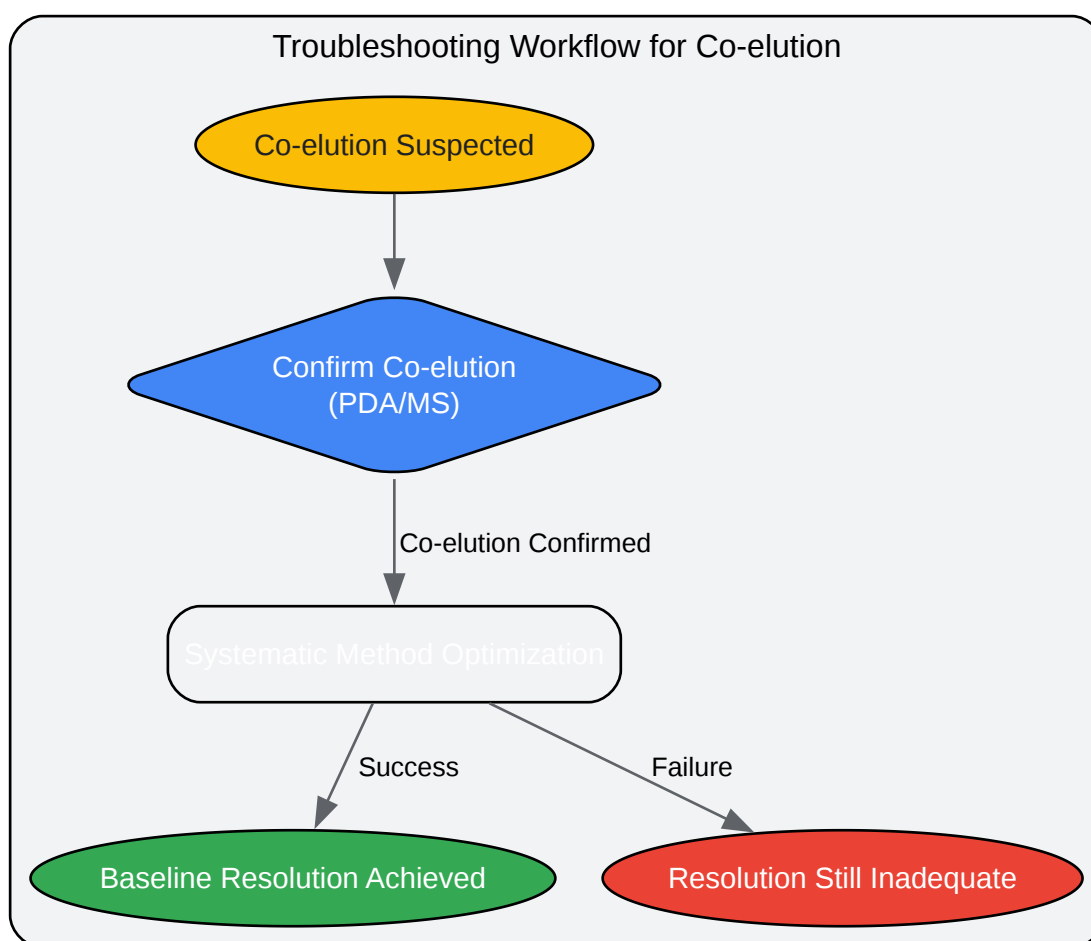 Troubleshooting Workflow for Co-elution
Co-elution Suspected
Confirm Co-elution
(PDA/MS)
Co-elution Confirmed
Systematic Method Optimization
Success
Failure
Baseline Resolution Achieved
Resolution Still Inadequate